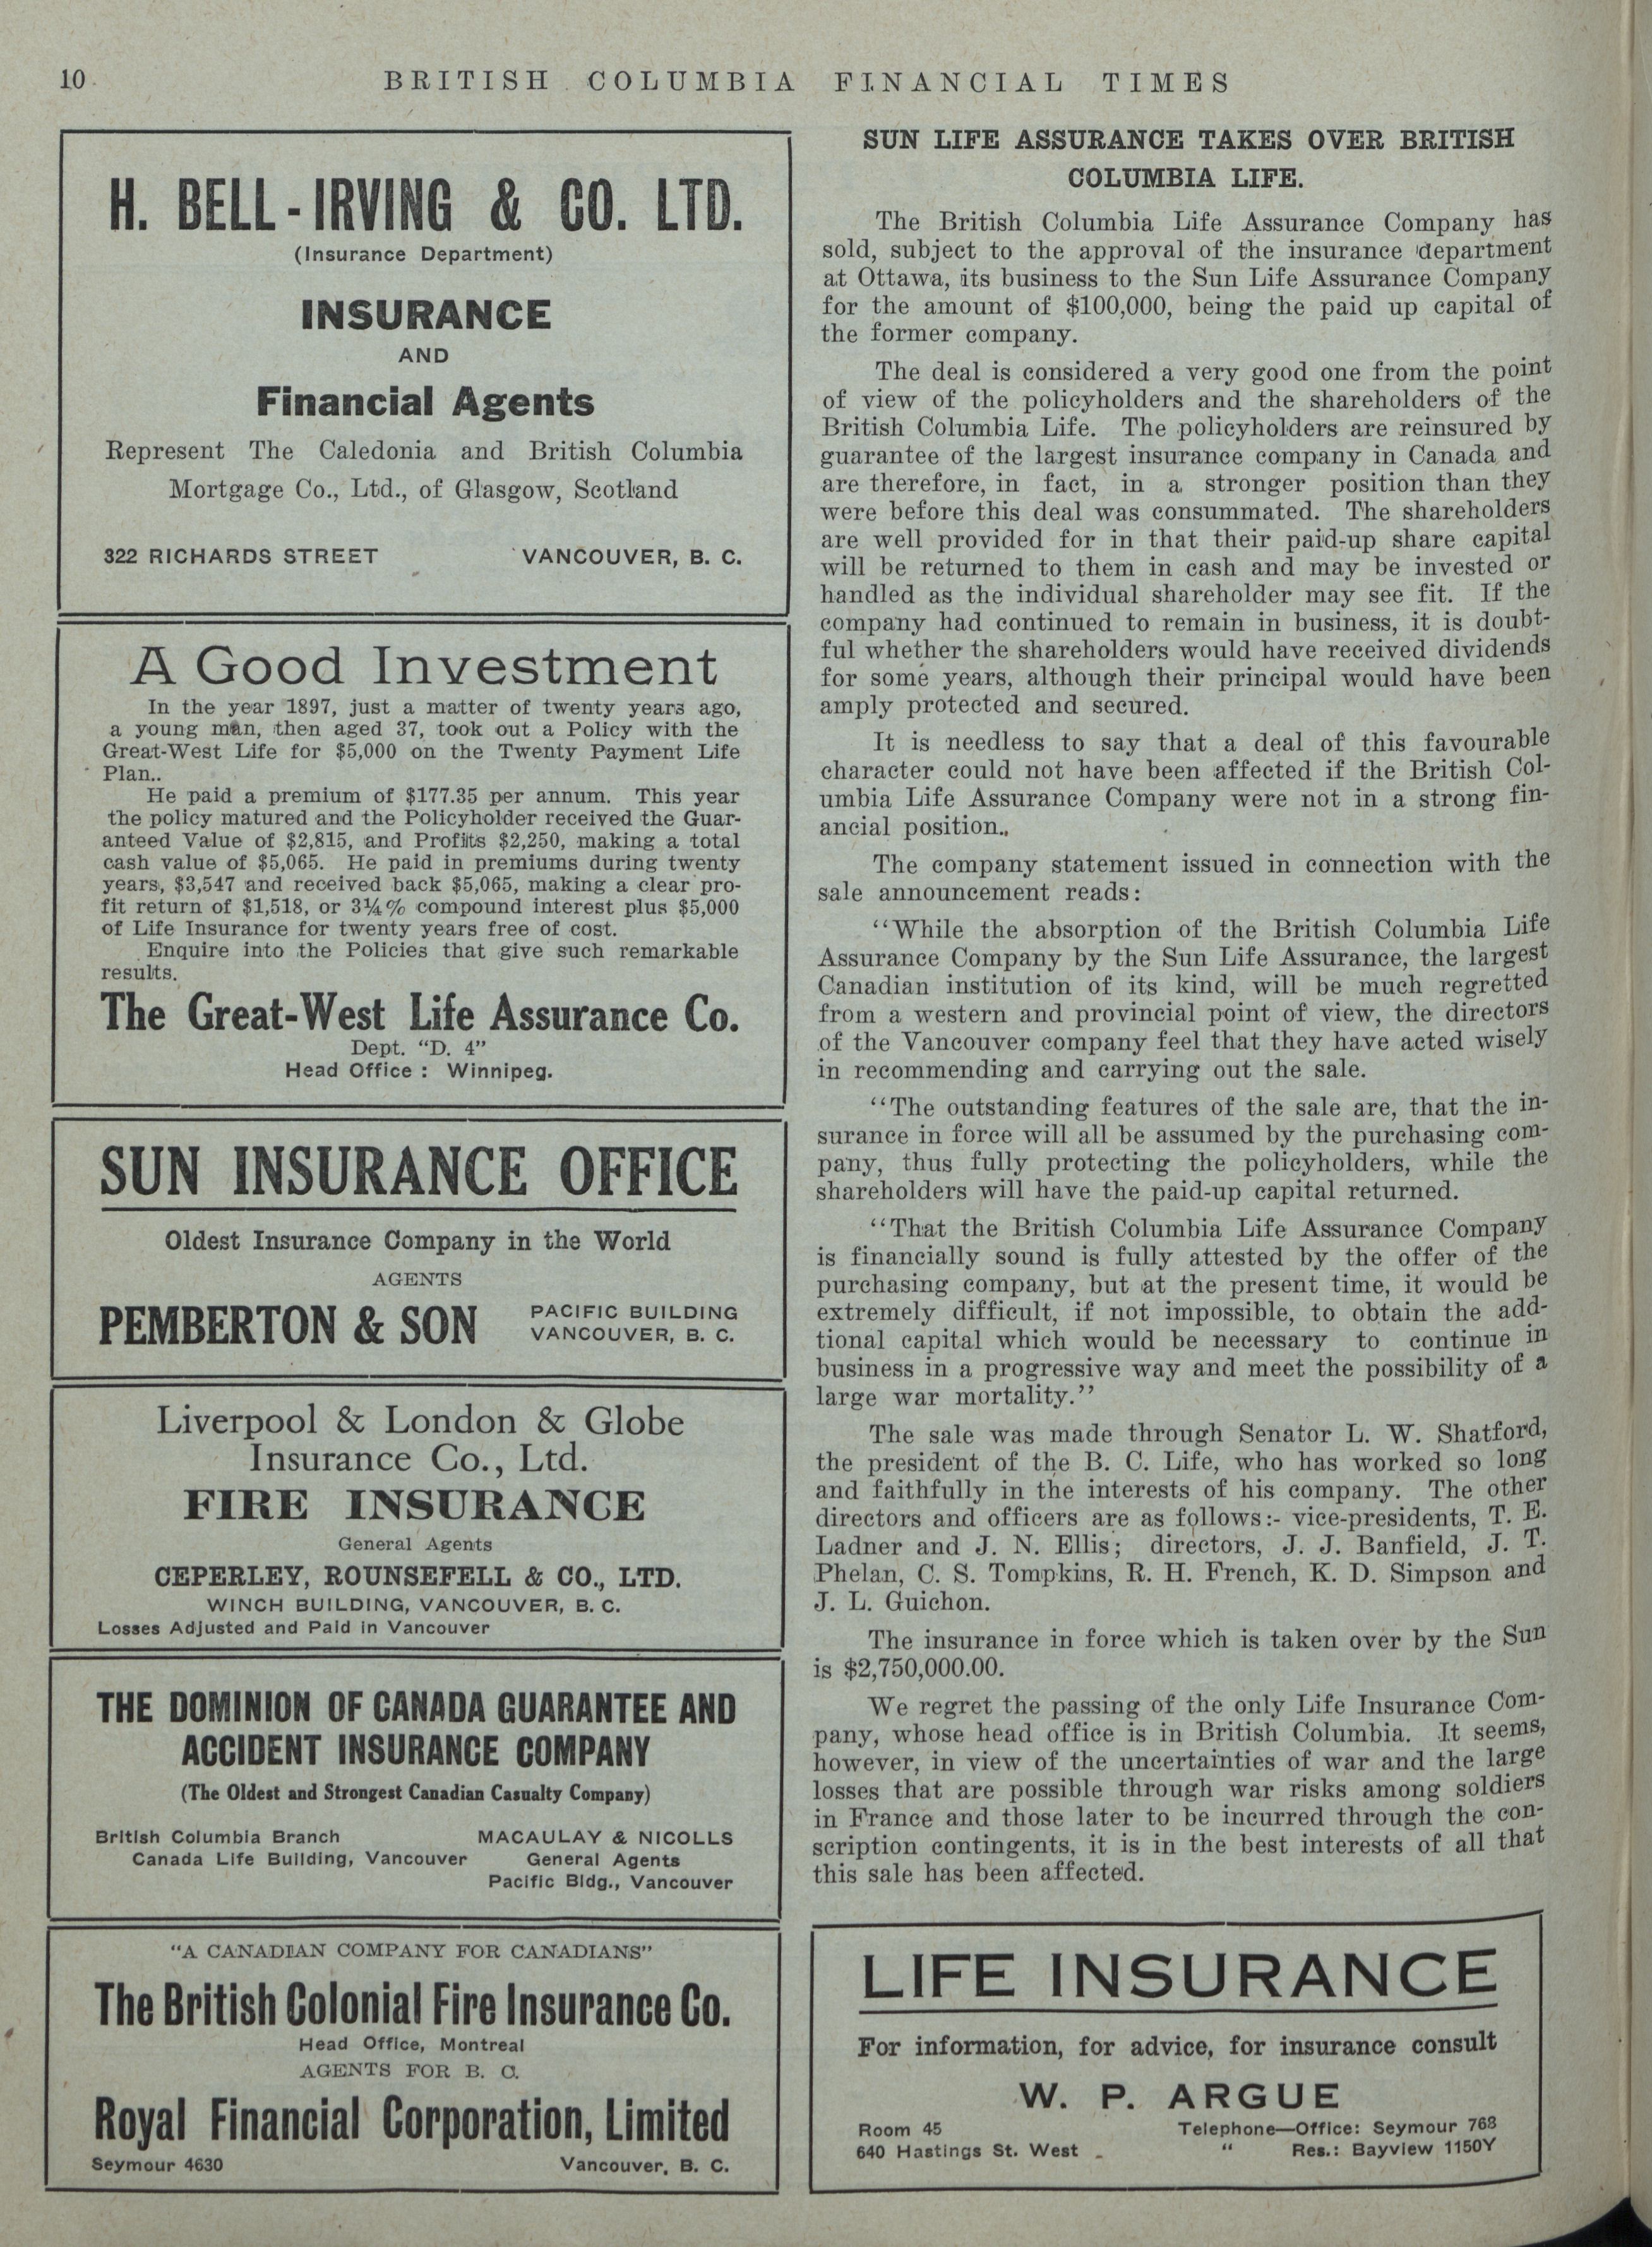 10
BRITISH COLUMBIA FINANCIAL TIMES
H. BELL-IRVING & CO. LTD.
(Insurance Department)
INSURANCE
AND
Financial Agents
Represent The Caledonia and British Columbia
Mortgage Co., Ltd., of Glasgow, Scotland
322 RICHARDS STREET VANCOUVER, B. C.
A Good Investment
In the year 1897, just a matter of twenty years ago,
a young man, then aged 37, took out a Policy with the
Great-West Life for $5,000 on the Twenty Payment Life
Plan..
He paid a premium of $177.35 per annum. This year
the policy matured and the Policyholder received the Guar-
anteed Value of $2,815, and Profits $2,250, making a total
cash value of $5,065. He paid in premiums during twenty
years, $3,547 and received back $5,065, making a clear pro-
fit return of $1,518, or 3¼% compound interest plus $5,000
of Life Insurance for twenty years free of cost.
Enquire into the Policies that give such remarkable
results.
The Great-West Life Assurance Co.
Dept. "D. 4"
Head Office : Winnipeg.
SUN INSURANCE OFFICE
Oldest Insurance Company in the World
AGENTS
PEMBERTON & SON
PACIFIC BUILDING
VANCOUVER, B. C.
Liverpool & London & Globe
Insurance Co., Ltd.
FIRE INSURANCE
General Agents
CEPERLEY, ROUNSEFELL & CO., LTD.
WINCH BUILDING, VANCOUVER, B. C.
Losses Adjusted and Paid in Vancouver
THE DOMINION OF CANADA GUARANTEE AND
ACCIDENT INSURANCE COMPANY
(The Oldest and Strongest Canadian Casualty Company)
British Columbia Branch
Canada Life Building, Vancouver
MACAULAY & NICOLLS
General Agents
Pacific Bldg., Vancouver
"A CANADIAN COMPANY FOR CANADIANS"
The British Colonial Fire Insurance Co.
Head Office, Montreal
AGENTS FOR B. C.
Royal Financial Corporation, Limited
Seymour 4630 Vancouver, B. C.
SUN LIFE ASSURANCE TAKES OVER BRITISH
COLUMBIA LIFE.
The British Columbia Life Assurance Company has
sold, subject to the approval of the insurance department
at Ottawa, its business to the Sun Life Assurance Company
for the amount of $100,000, being the paid up capital of
the former company.
The deal is considered a very good one from the point
of view of the policyholders and the shareholders of the
British Columbia Life. The policyholders are reinsured by
guarantee of the largest insurance company in Canada and
are therefore, in fact, in a stronger position than they
were before this deal was consummated. The shareholders
are well provided for in that their paid-up share capital
will be returned to them in cash and may be invested or
handled as the individual shareholder may see fit. If the
company had continued to remain in business, it is doubt-
ful whether the shareholders would have received dividends
for some years, although their principal would have been
amply protected and secured.
It is needless to say that a deal of this favourable
character could not have been affected if the British Col-
umbia Life Assurance Company were not in a strong fin-
ancial position..
The company statement issued in connection with the
sale announcement reads:
"While the absorption of the British Columbia Life
Assurance Company by the Sun Life Assurance, the largest
Canadian institution of its kind, will be much regretted
from a western and provincial point of view, the directors
of the Vancouver company feel that they have acted wisely
in recommending and carrying out the sale.
"The outstanding features of the sale are, that the in-
surance in force will all be assumed by the purchasing com-
pany, thus fully protecting the policyholders, while the
shareholders will have the paid-up capital returned.
"That the British Columbia Life Assurance Company
is financially sound is fully attested by the offer of the
purchasing company, but at the present time, it would be
extremely difficult, if not impossible, to obtain the add-
tional capital which would be necessary to continue in
business in a progressive way and meet the possibility of a
large war mortality."
The sale was made through Senator L. W. Shatford,
the president of the B. C. Life, who has worked so long
and faithfully in the interests of his company. The other
directors and officers are as follows:- vice-presidents, T. E.
Ladner and J. N. Ellis; directors, J. J. Banfield, J. T.
Phelan, C. S. Tompkins, R. H. French, K. D. Simpson and
J. L. Guichon.
The insurance in force which is taken over by the Sun
is $2,750,000.00.
We regret the passing of the only Life Insurance Com-
pany, whose head office is in British Columbia. It seems,
however, in view of the uncertainties of war and the large
losses that are possible through war risks among soldiers
in France and those later to be incurred through the con-
scription contingents, it is in the best interests of all that
this sale has been affected.
LIFE INSURANCE
For information, for advice, for insurance consult
W. P. ARGUE
Room 45 Telephone—Office: Seymour 768
640 Hastings St. West " Res.: Bayview 1150Y